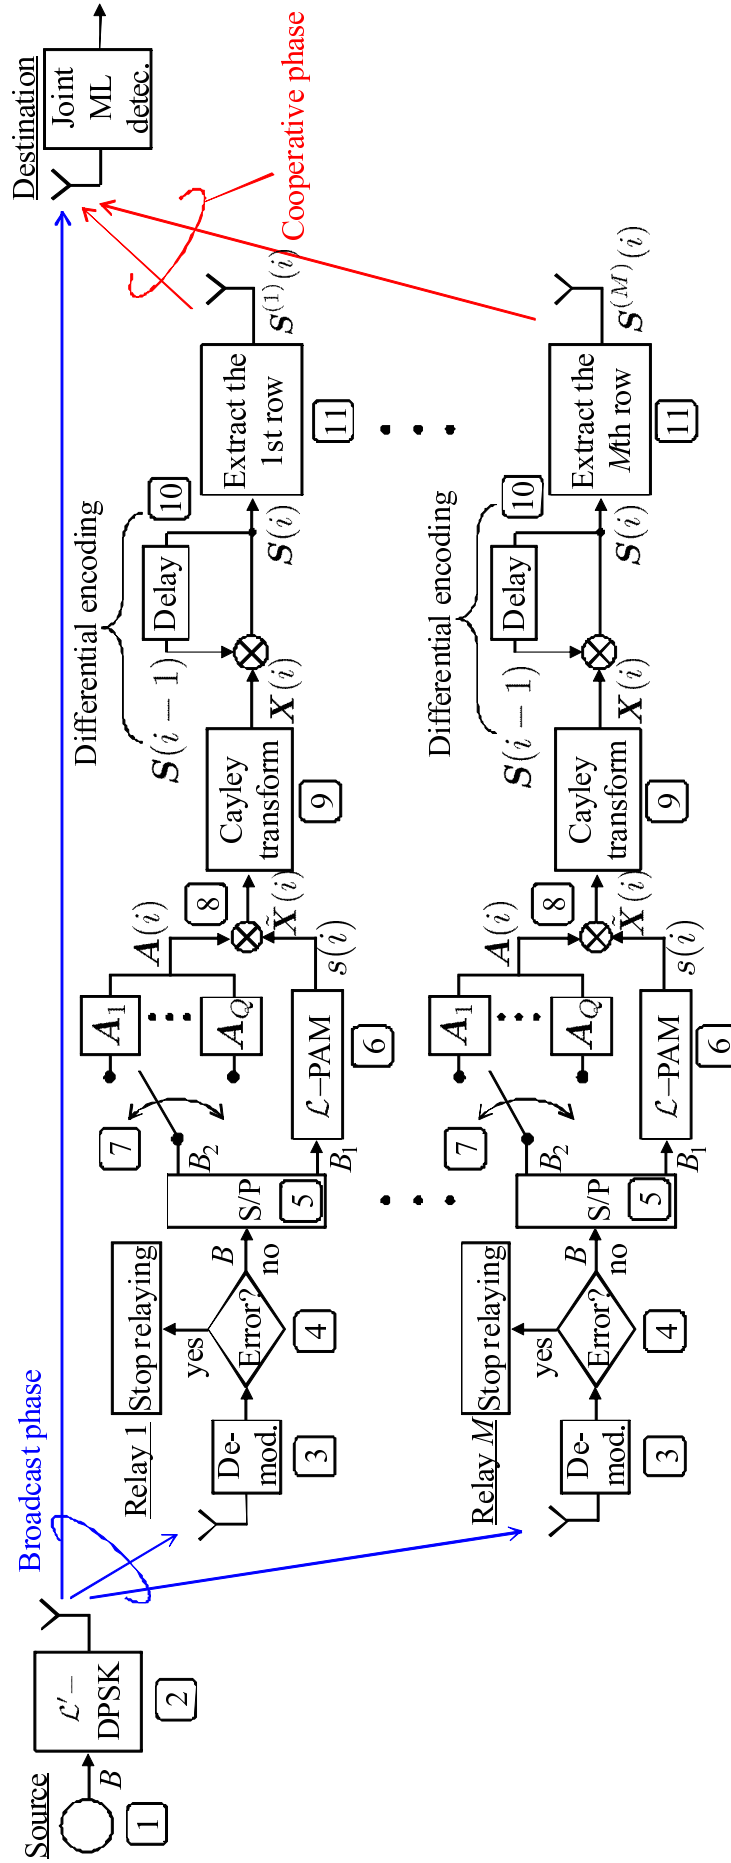 Source
B
1
ℒ′−
DPSK
2
Broadcast phase
Relay 1
De-
mod.
3
Stop relaying
yes
Error?
no
4
B
S/P
5
B₂
B₁
7
A₁
A_Q
ℒ−PAM
6
A(i)
s(i)
8
X̃(i)
Cayley
transform
9
X(i)
Differential encoding
S(i − 1)
Delay
10
S(i)
Extract the
1st row
11
S⁽¹⁾(i)
Relay M
De-
mod.
3
Stop relaying
yes
Error?
no
4
B
S/P
5
B₂
B₁
7
A₁
A_Q
ℒ−PAM
6
A(i)
s(i)
8
X̃(i)
Cayley
transform
9
X(i)
Differential encoding
S(i − 1)
Delay
10
S(i)
Extract the
Mth row
11
S⁽ᴹ⁾(i)
Cooperative phase
Destination
Joint
ML
detec.